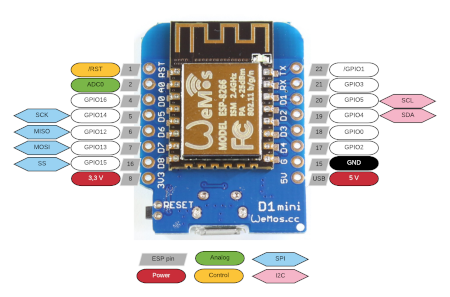 /RST 1 RST TX 22 /GPIO1
ADC0 2 A0 RX 21 GPIO3
GPIO16 4 D0 D1 20 GPIO5 SCL
SCK GPIO14 5 D5 D2 19 GPIO4 SDA
MISO GPIO12 6 D6 D3 18 GPIO0
MOSI GPIO13 7 D7 D4 17 GPIO2
SS GPIO15 16 D8 G 15 GND
3,3 V 8 3V3 5V USB 5 V
WeMos
MODEL ESP-8266
ISM 2.4GHz
PA +25dBm
802.11b/g/n
FC
RESET
D1 mini
WeMos.cc
ESP pin Analog SPI
Power Control I2C